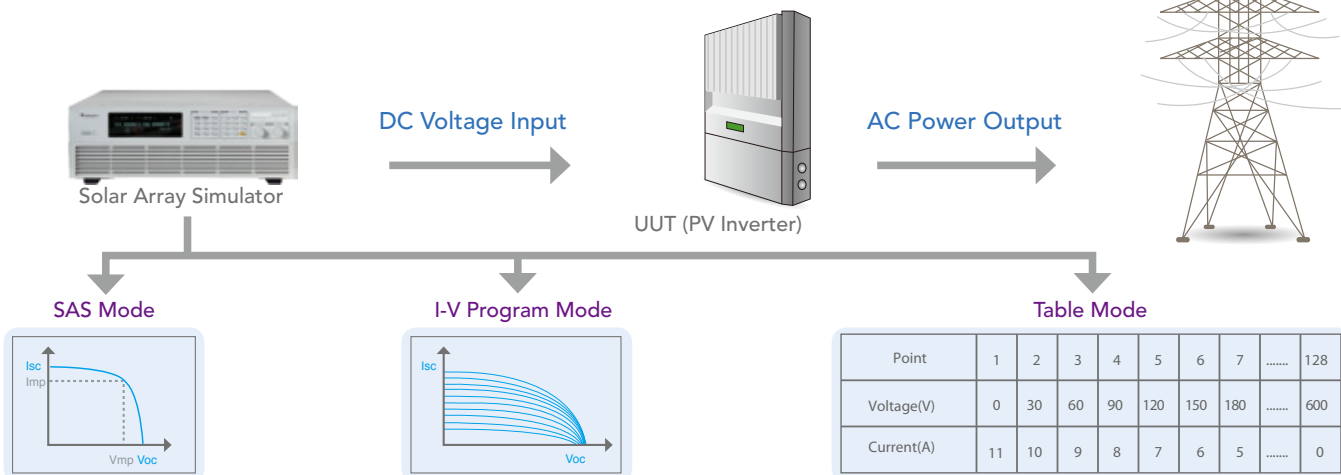 DC Voltage Input
AC Power Output
Solar Array Simulator
UUT (PV Inverter)
SAS Mode
I-V Program Mode
Table Mode
Isc
Imp
Vmp Voc
Isc
Voc
Point 1 2 3 4 5 6 7 ....... 128
Voltage(V) 0 30 60 90 120 150 180 ....... 600
Current(A) 11 10 9 8 7 6 5 ....... 0